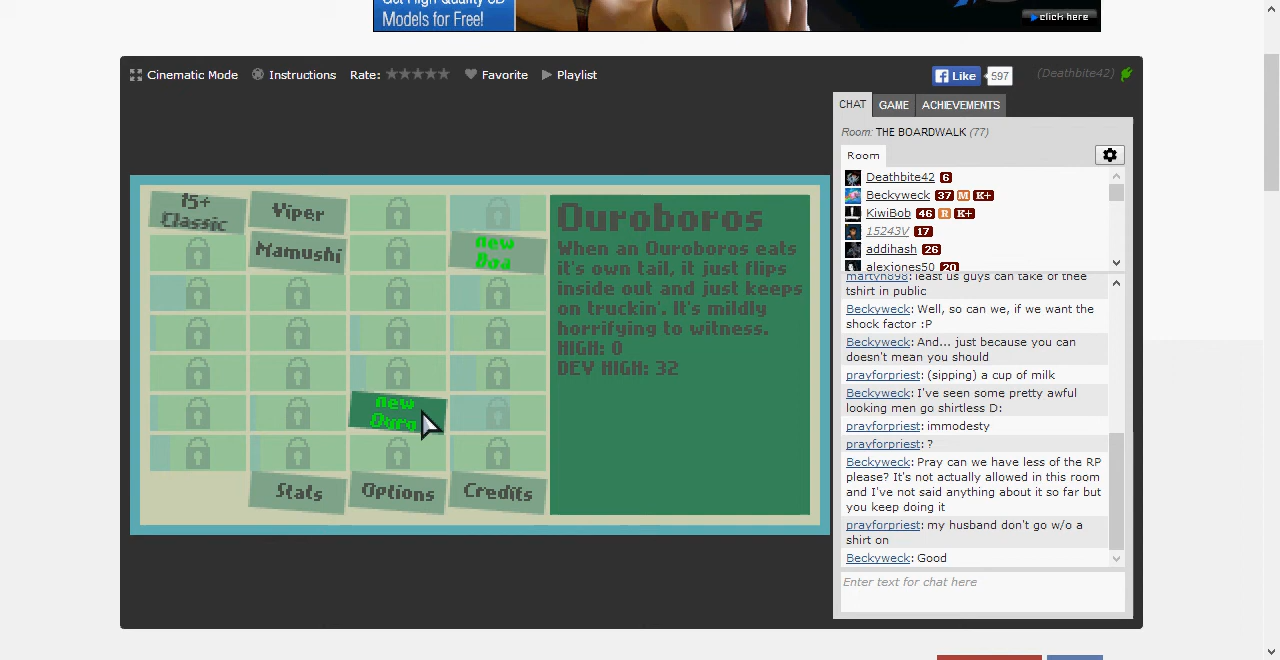 Get High Quality 3D
Models for Free!
click here
Cinematic Mode
Instructions
Rate:
Favorite
Playlist
Like
597
(Deathbite42)
CHAT
GAME
ACHIEVEMENTS
Room: THE BOARDWALK (77)
Room
Deathbite42 6
Beckyweck 37 M K+
KiwiBob 46 R K+
15243V 17
addihash 26
alexjones50 20
martyn898: least us guys can take of thee
tshirt in public
Beckyweck: Well, so can we, if we want the
shock factor :P
Beckyweck: And... just because you can
doesn't mean you should
prayforpriest: (sipping) a cup of milk
Beckyweck: I've seen some pretty awful
looking men go shirtless D:
prayforpriest: immodesty
prayforpriest: ?
Beckyweck: Pray can we have less of the RP
please? It's not actually allowed in this room
and I've not said anything about it so far but
you keep doing it
prayforpriest: my husband don't go w/o a
shirt on
Beckyweck: Good
Enter text for chat here
15+
Classic
Viper
Mamushi
New
Boa
New
Ouro
Stats
Options
Credits
Ouroboros
When an Ouroboros eats
it's own tail, it just flips
inside out and just keeps
on truckin'. It's mildly
horrifying to witness.
HIGH: 0
DEV HIGH: 32